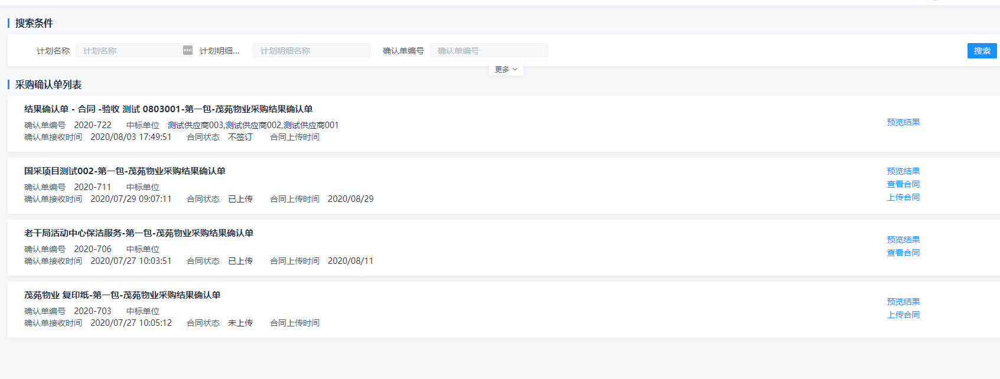 搜索条件
计划名称 计划名称 计划明细... 计划明细名称 确认单编号 确认单编号 搜索
更多
采购确认单列表
结果确认单 - 合同 -验收 测试 0803001-第一包-茂苑物业采购结果确认单
确认单编号 2020-722 中标单位 测试供应商003,测试供应商002,测试供应商001
预览结果
确认单接收时间 2020/08/03 17:49:51 合同状态 不签订 合同上传时间
国采项目测试002-第一包-茂苑物业采购结果确认单
预览结果
确认单编号 2020-711 中标单位
查看合同
确认单接收时间 2020/07/29 09:07:11 合同状态 已上传 合同上传时间 2020/08/29
上传合同
老干局活动中心保洁服务-第一包-茂苑物业采购结果确认单
预览结果
确认单编号 2020-706 中标单位
查看合同
确认单接收时间 2020/07/27 10:03:51 合同状态 已上传 合同上传时间 2020/08/11
茂苑物业 复印纸-第一包-茂苑物业采购结果确认单
预览结果
确认单编号 2020-703 中标单位
上传合同
确认单接收时间 2020/07/27 10:05:12 合同状态 未上传 合同上传时间